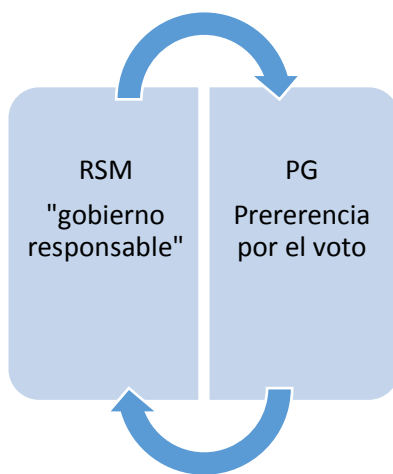 RSM
"gobierno
responsable"
PG
Prererencia
por el voto